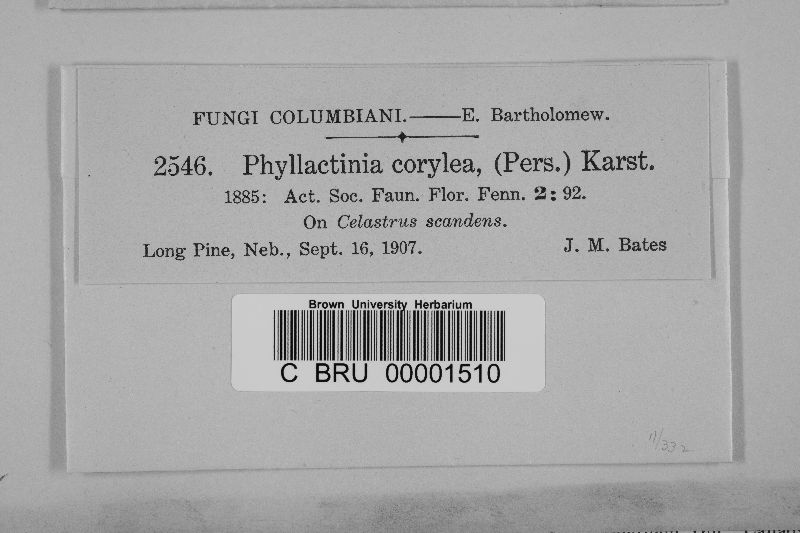 FUNGI COLUMBIANI.——E. Bartholomew.
2546. Phyllactinia corylea, (Pers.) Karst.
1885: Act. Soc. Faun. Flor. Fenn. 2: 92.
On Celastrus scandens.
Long Pine, Neb., Sept. 16, 1907. J. M. Bates
Brown University Herbarium
C BRU 00001510